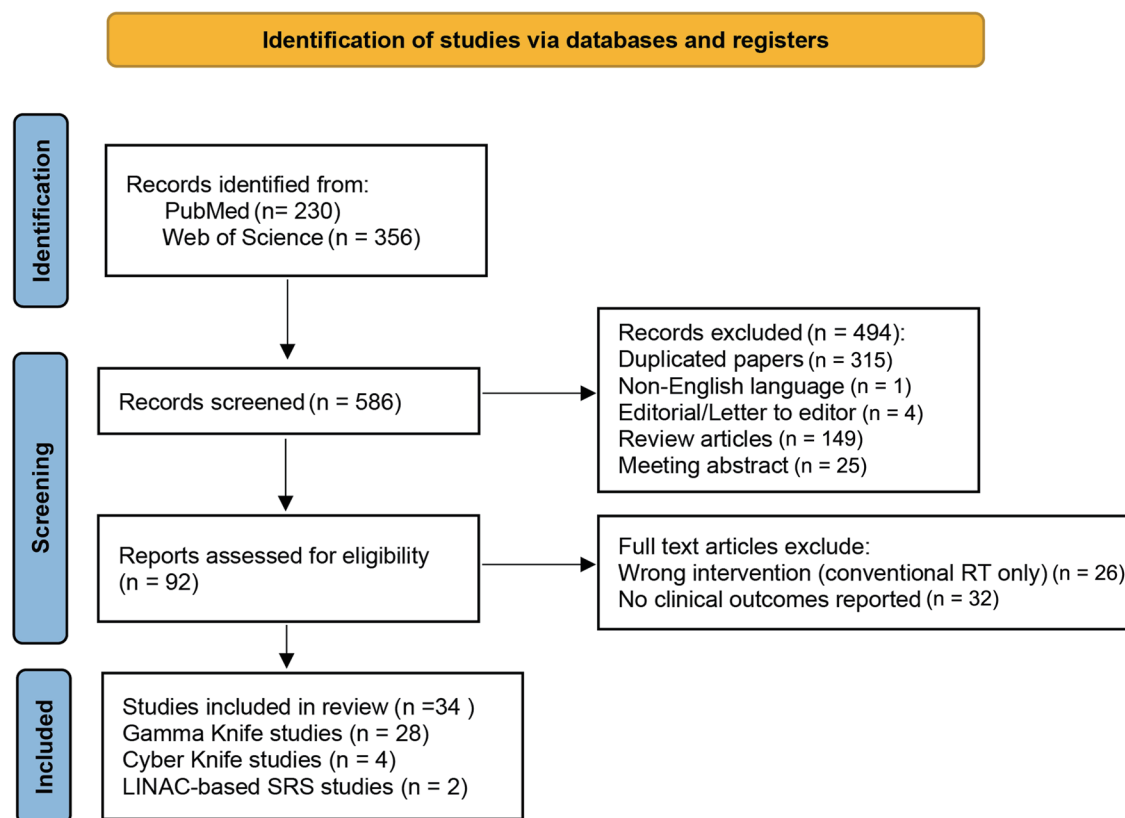 Identification of studies via databases and registers
Identification
Records identified from:
PubMed (n= 230)
Web of Science (n = 356)
Records excluded (n = 494):
Duplicated papers (n = 315)
Non-English language (n = 1)
Editorial/Letter to editor (n = 4)
Review articles (n = 149)
Meeting abstract (n = 25)
Screening
Records screened (n = 586)
Reports assessed for eligibility
(n = 92)
Full text articles exclude:
Wrong intervention (conventional RT only) (n = 26)
No clinical outcomes reported (n = 32)
Included
Studies included in review (n =34 )
Gamma Knife studies (n = 28)
Cyber Knife studies (n = 4)
LINAC-based SRS studies (n = 2)